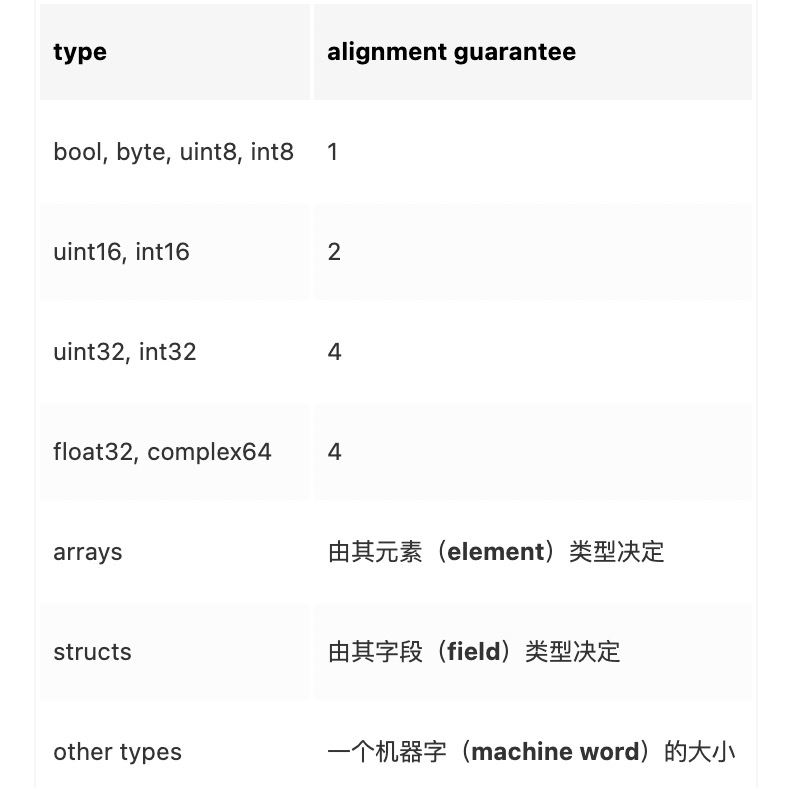 type alignment guarantee
bool, byte, uint8, int8 1
uint16, int16 2
uint32, int32 4
float32, complex64 4
arrays 由其元素（element）类型决定
structs 由其字段（field）类型决定
other types 一个机器字（machine word）的大小